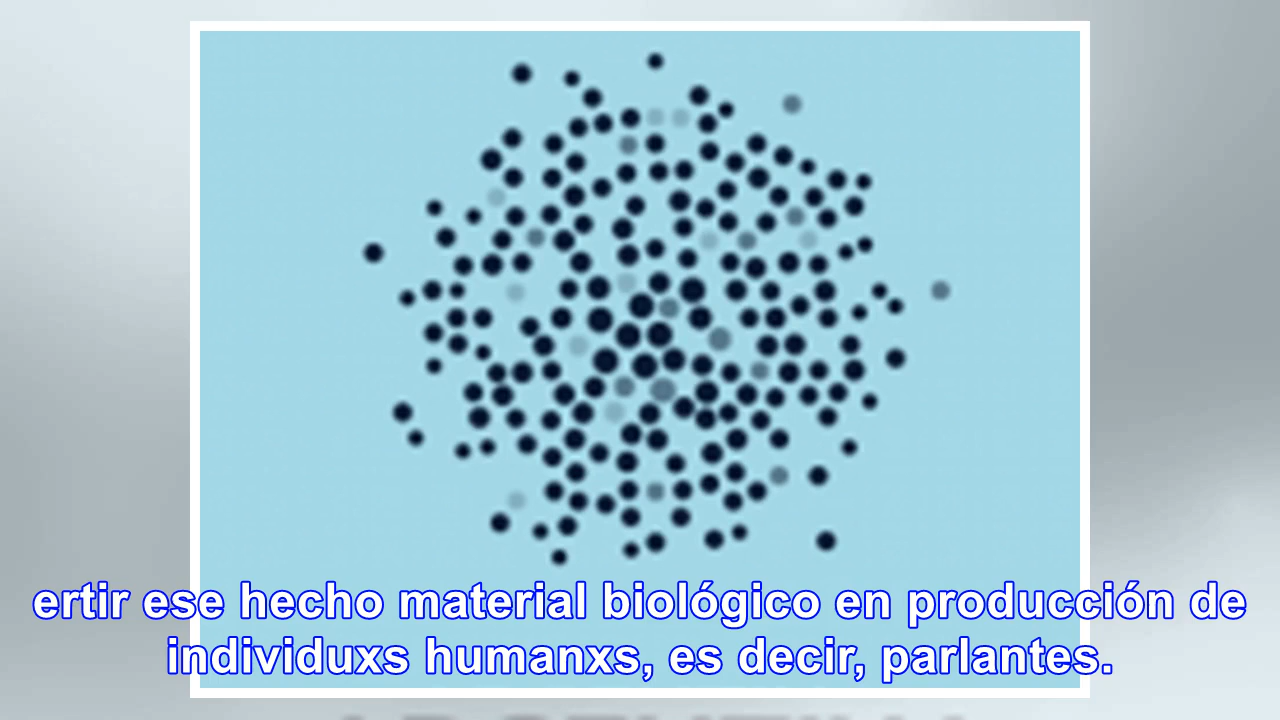 ertir ese hecho material biológico en producción de
individuxs humanxs, es decir, parlantes.